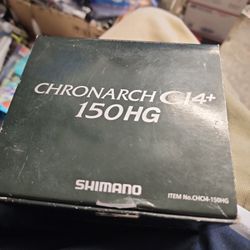 CHRONARCH CI4+
150HG
SHIMANO
ITEM No.CHCI4-150HG